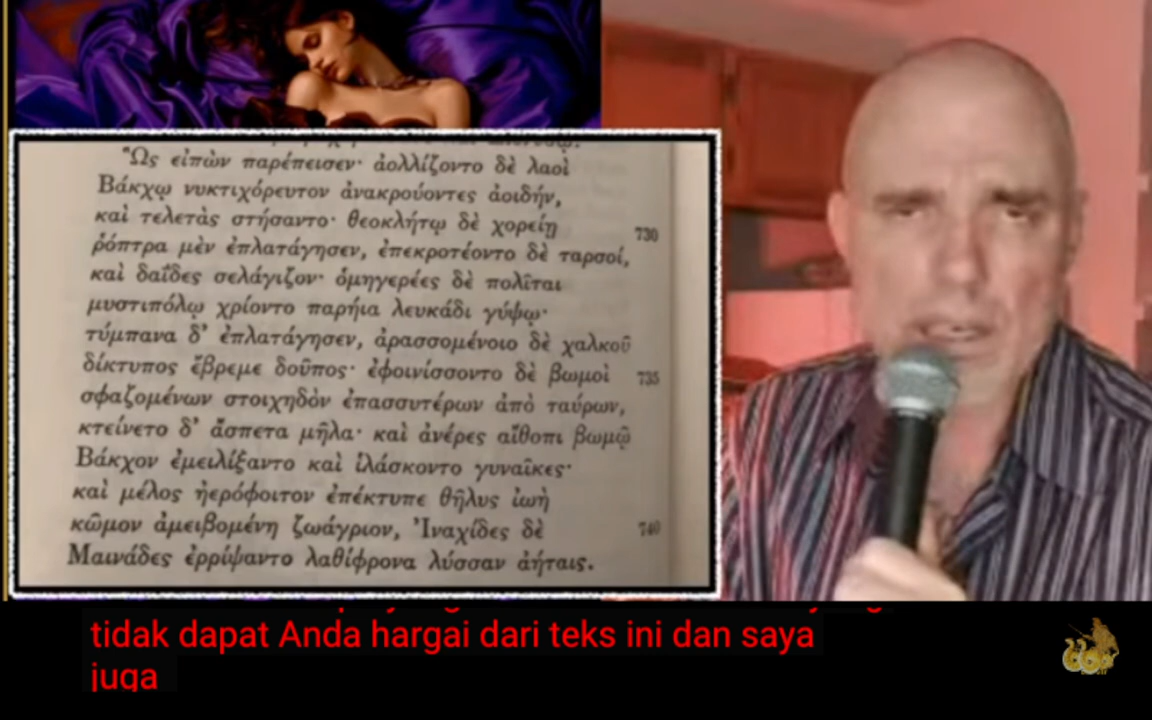 Ὣς εἰπὼν παρέπεισεν· ἀολλίζοντο δὲ λαοὶ
Βάκχῳ νυκτιχόρευτον ἀνακρούοντες ἀοιδήν,
καὶ τελετὰς στήσαντο· θεοκλήτῳ δὲ χορείῃ 730
ῥόπτρα μὲν ἐπλατάγησεν, ἐπεκροτέοντο δὲ ταρσοί,
καὶ δαΐδες σελάγιζον· ὁμηγερέες δὲ πολῖται
μυστιπόλῳ χρίοντο παρήια λευκάδι γύψῳ·
τύμπανα δ' ἐπλατάγησεν, ἀρασσομένοιο δὲ χαλκοῦ
δίκτυπος ἔβρεμε δοῦπος· ἐφοινίσσοντο δὲ βωμοὶ 735
σφαζομένων στοιχηδὸν ἐπασσυτέρων ἀπὸ ταύρων,
κτείνετο δ' ἄσπετα μῆλα· καὶ ἀνέρες αἴθοπι βωμῷ
Βάκχον ἐμειλίξαντο καὶ ἱλάσκοντο γυναῖκες·
καὶ μέλος ἠερόφοιτον ἐπέκτυπε θῆλυς ἰωὴ
κῶμον ἀμειβομένη ζωάγριον, Ἰναχίδες δὲ 740
Μαινάδες ἐρρίψαντο λαθίφρονα λύσσαν ἀήταις.
tidak dapat Anda hargai dari teks ini dan saya
juga